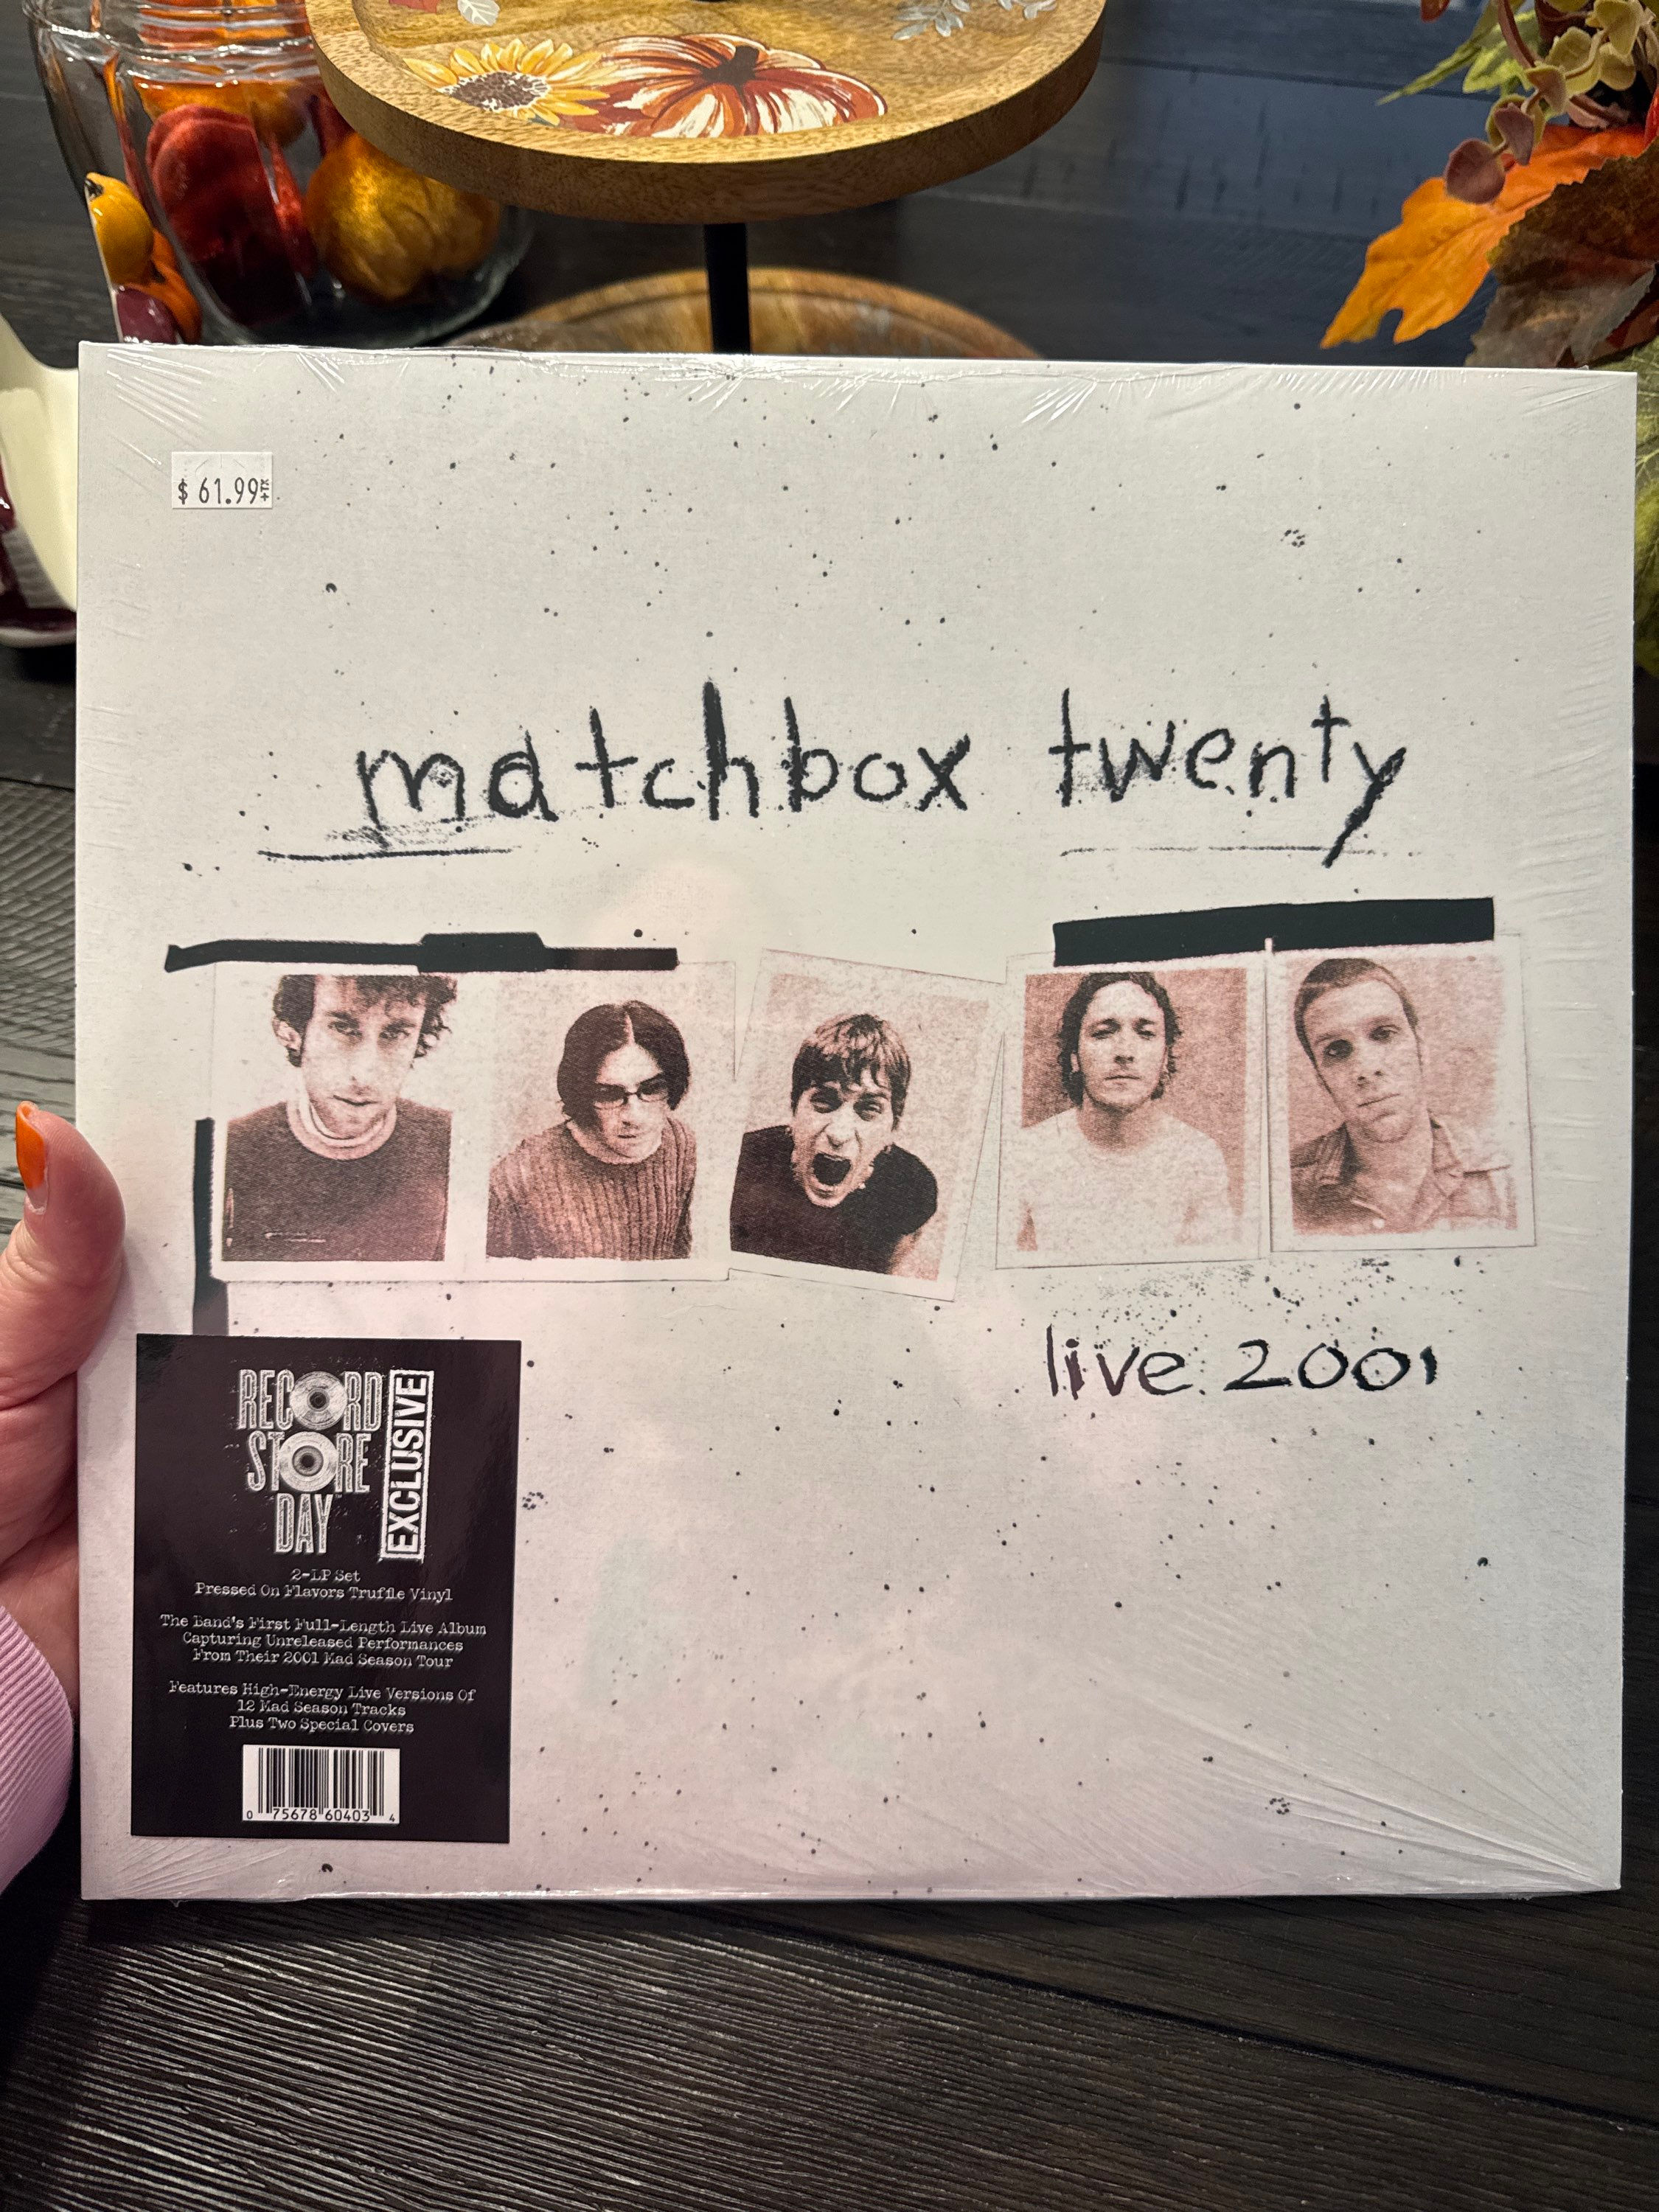 $ 61.99 +TX
matchbox twenty
live 2001
RECORD
STORE
DAY
EXCLUSIVE
2-LP Set
Pressed On Flavors Truffle Vinyl
The Band's First Full-Length Live Album
Capturing Unreleased Performances
From Their 2001 Mad Season Tour
Features High-Energy Live Versions Of
12 Mad Season Tracks
Plus Two Special Covers
0 75678 60403 4